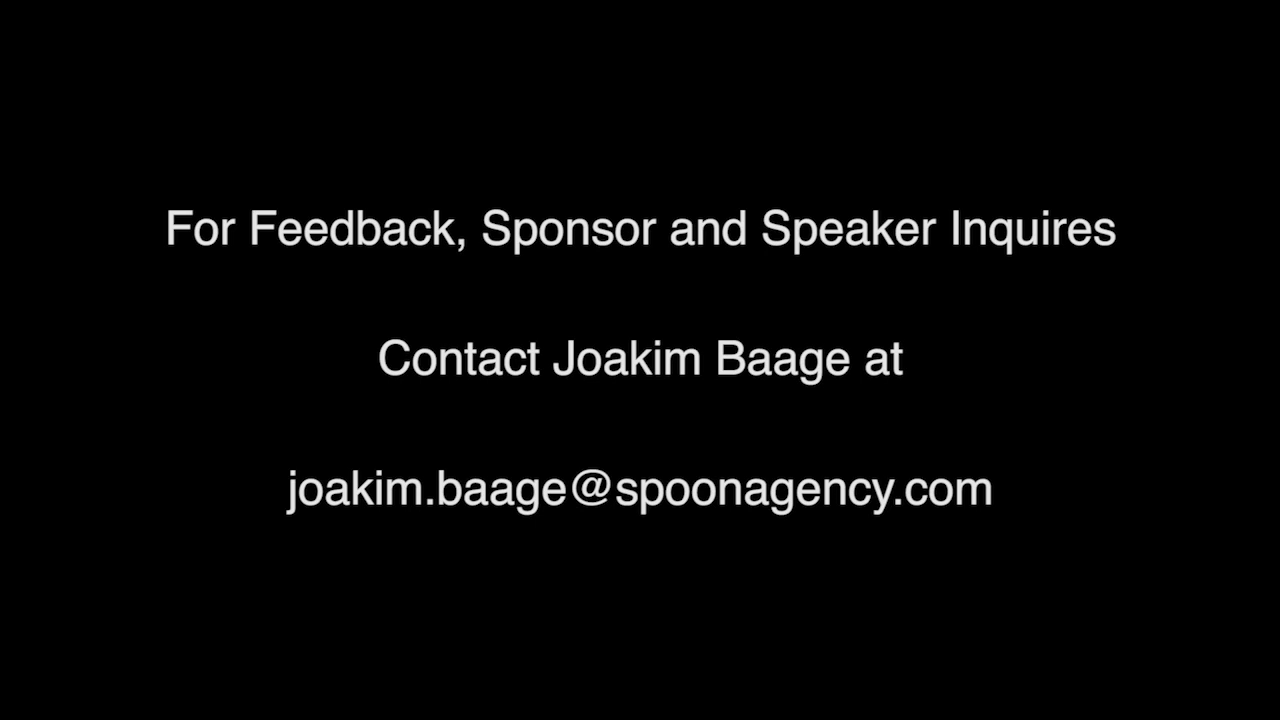 For Feedback, Sponsor and Speaker Inquires
Contact Joakim Baage at
joakim.baage@spoonagency.com